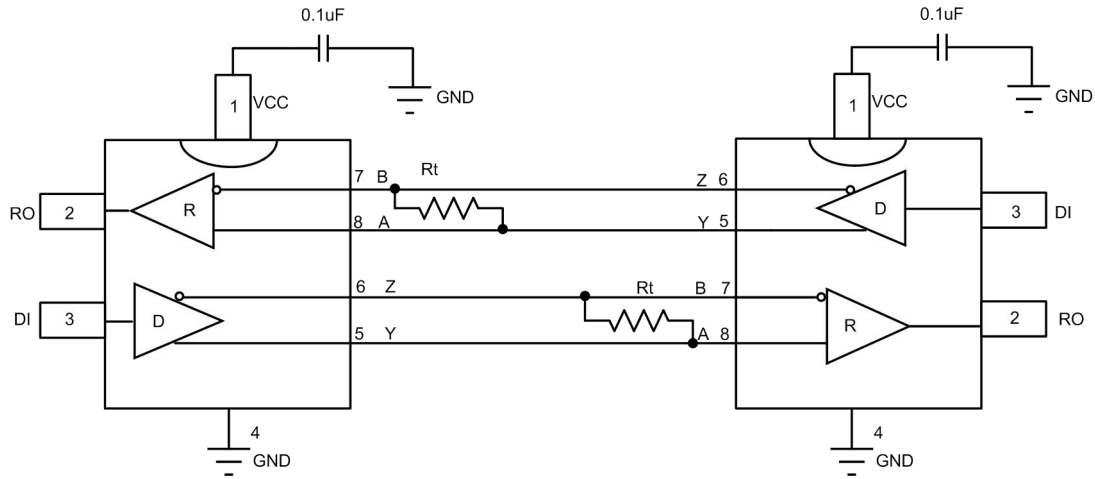 0.1uF
0.1uF
GND
GND
1
VCC
1
VCC
Rt
7 B
Z 6
RO
2
R
D
3
DI
8 A
Y 5
6 Z
Rt
B 7
DI
3
D
R
2
RO
5 Y
A 8
4
4
GND
GND